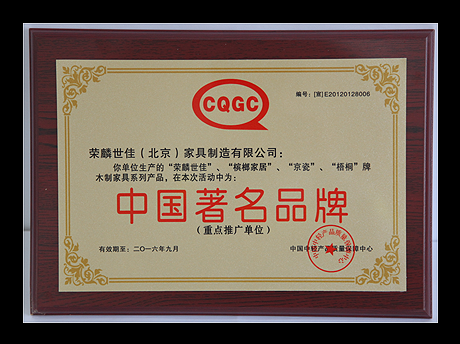 CQGC
编号：[宣]E20120128006
荣麟世佳（北京）家具制造有限公司：
你单位生产的“荣麟世佳”、“槟榔家居”、“京瓷”、“梧桐”牌
木制家具系列产品，在本次活动中为：
中国著名品牌
（重点推广单位）
有效期至：二〇一六年九月
中国中轻产品质量保障中心